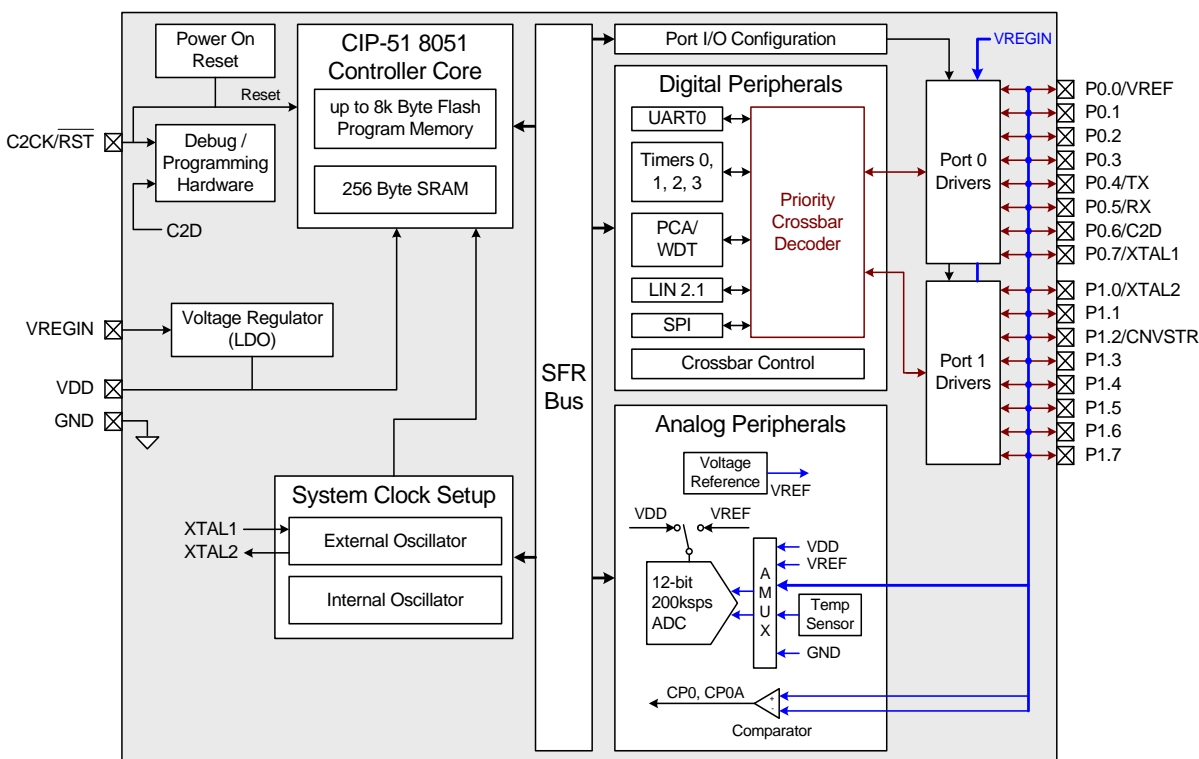 Power On
Reset
Reset
C2CK/RST
Debug /
Programming
Hardware
C2D
CIP-51 8051
Controller Core
up to 8k Byte Flash
Program Memory
256 Byte SRAM
VREGIN
Voltage Regulator
(LDO)
VDD
GND
System Clock Setup
XTAL1
XTAL2
External Oscillator
Internal Oscillator
SFR
Bus
Port I/O Configuration
Digital Peripherals
UART0
Timers 0,
1, 2, 3
PCA/
WDT
LIN 2.1
SPI
Priority
Crossbar
Decoder
Crossbar Control
Analog Peripherals
Voltage
Reference
VREF
VDD
VREF
12-bit
200ksps
ADC
A
M
U
X
VDD
VREF
Temp
Sensor
GND
CP0, CP0A
+
-
Comparator
VREGIN
Port 0
Drivers
Port 1
Drivers
P0.0/VREF
P0.1
P0.2
P0.3
P0.4/TX
P0.5/RX
P0.6/C2D
P0.7/XTAL1
P1.0/XTAL2
P1.1
P1.2/CNVSTR
P1.3
P1.4
P1.5
P1.6
P1.7